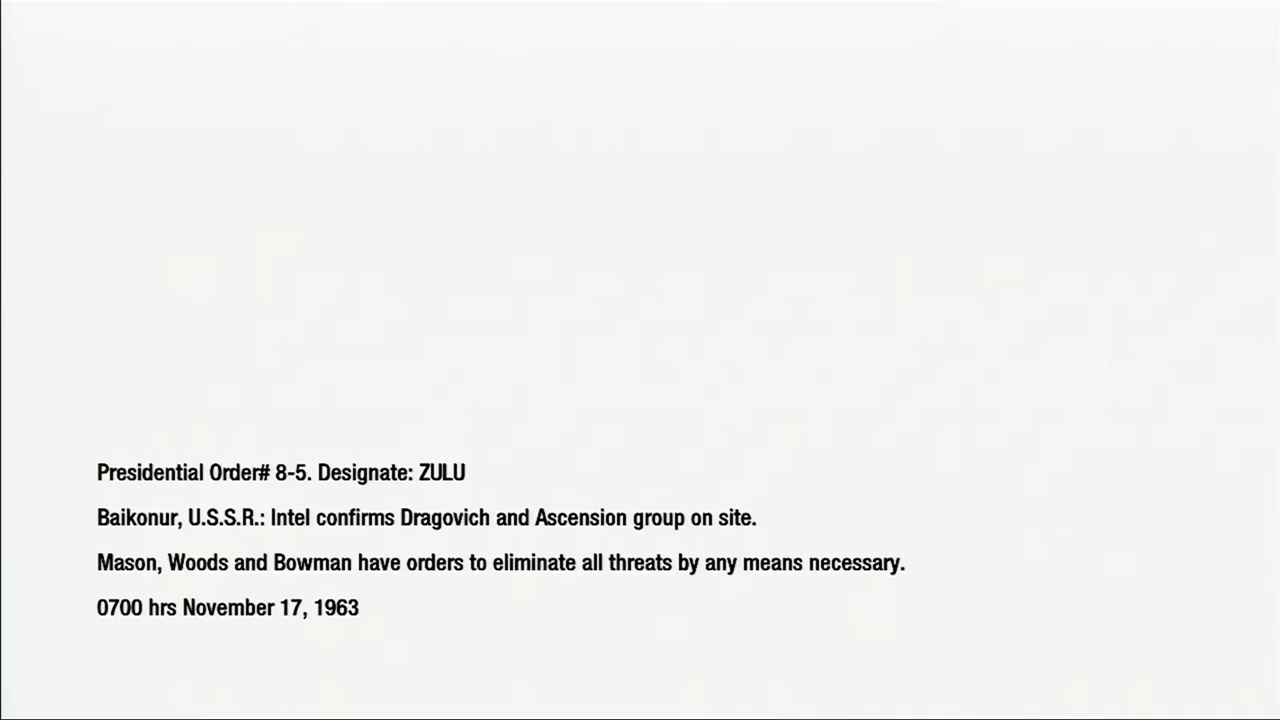 Presidential Order# 8-5. Designate: ZULU
Baikonur, U.S.S.R.: Intel confirms Dragovich and Ascension group on site.
Mason, Woods and Bowman have orders to eliminate all threats by any means necessary.
0700 hrs November 17, 1963